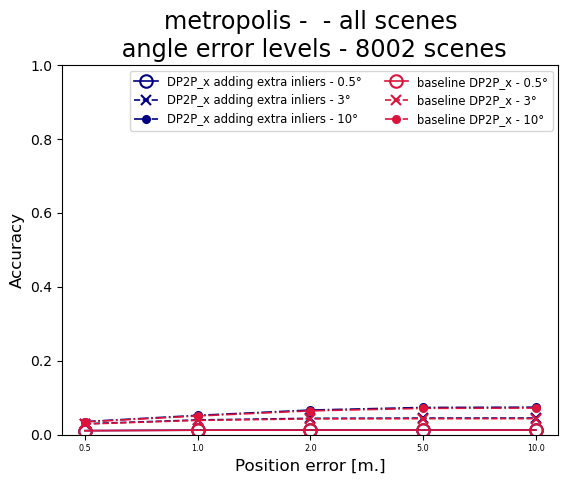 metropolis -  - all scenes
angle error levels - 8002 scenes
DP2P_x adding extra inliers - 0.5°
DP2P_x adding extra inliers - 3°
DP2P_x adding extra inliers - 10°
baseline DP2P_x - 0.5°
baseline DP2P_x - 3°
baseline DP2P_x - 10°
Accuracy
1.0
0.8
0.6
0.4
0.2
0.0
0.5 1.0 2.0 5.0 10.0
Position error [m.]